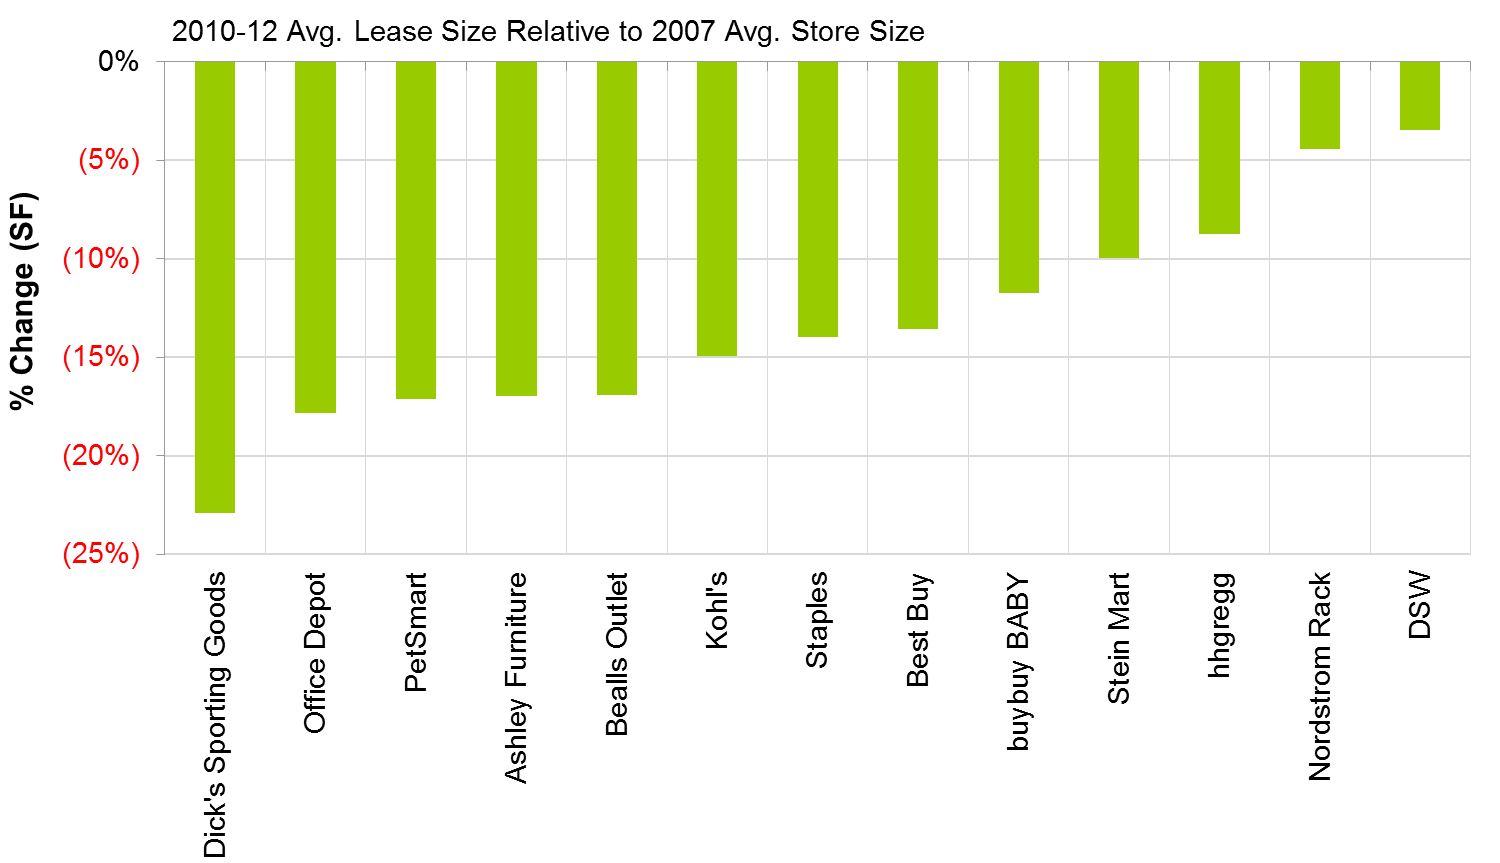 2010-12 Avg. Lease Size Relative to 2007 Avg. Store Size
0%
(5%)
(10%)
(15%)
(20%)
(25%)
% Change (SF)
Dick's Sporting Goods
Office Depot
PetSmart
Ashley Furniture
Bealls Outlet
Kohl's
Staples
Best Buy
buybuy BABY
Stein Mart
hhgregg
Nordstrom Rack
DSW